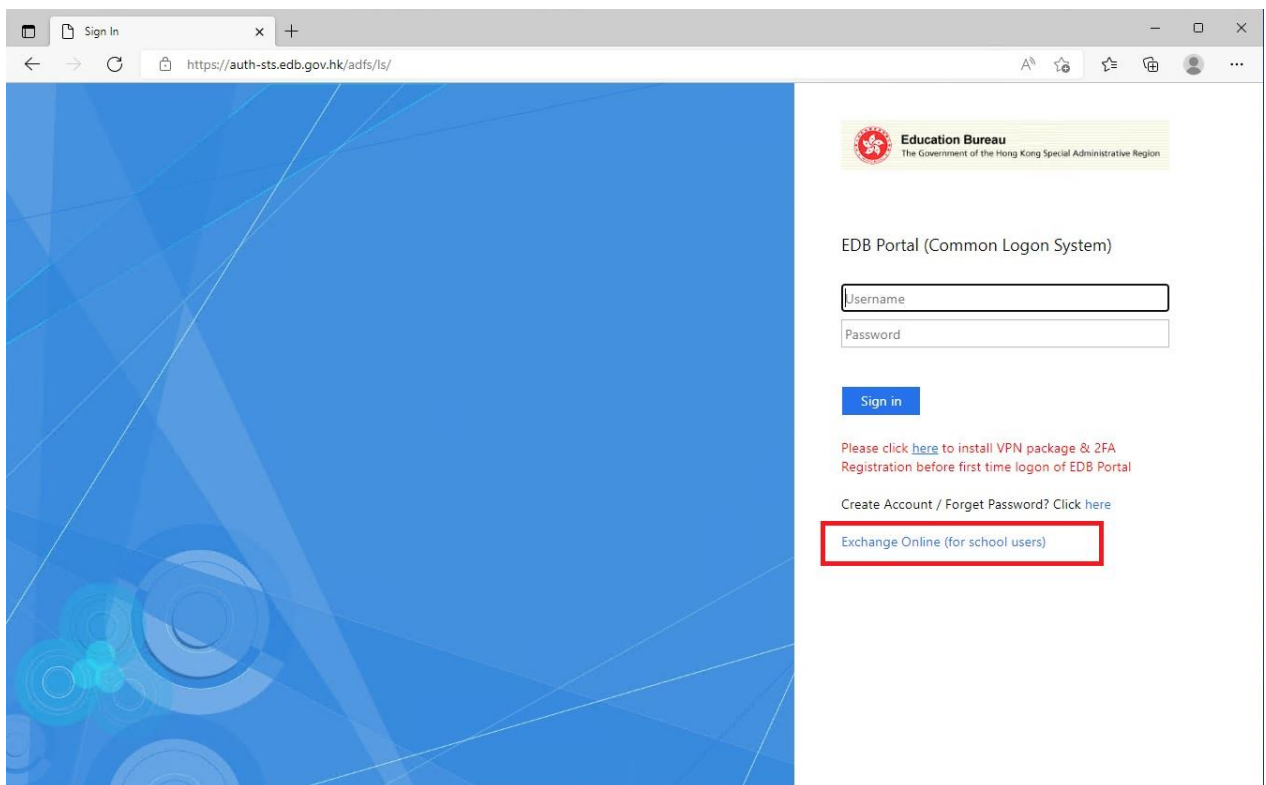 Sign In
https://auth-sts.edb.gov.hk/adfs/ls/
Education Bureau
The Government of the Hong Kong Special Administrative Region
EDB Portal (Common Logon System)
Username
Password
Sign in
Please click here to install VPN package & 2FA
Registration before first time logon of EDB Portal
Create Account / Forget Password? Click here
Exchange Online (for school users)